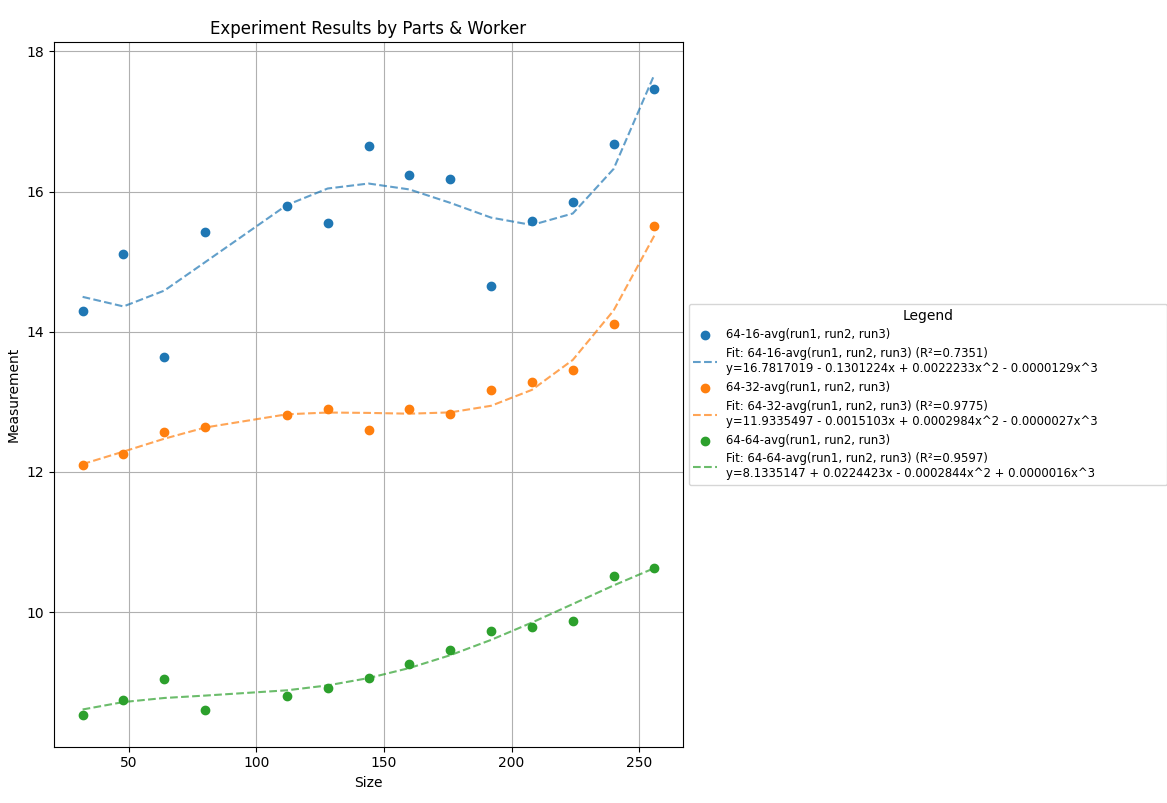 Experiment Results by Parts & Worker
18
16
14
12
10
Measurement
50
100
150
200
250
Size
Legend
64-16-avg(run1, run2, run3)
Fit: 64-16-avg(run1, run2, run3) (R²=0.7351)
y=16.7817019 - 0.1301224x + 0.0022233x^2 - 0.0000129x^3
64-32-avg(run1, run2, run3)
Fit: 64-32-avg(run1, run2, run3) (R²=0.9775)
y=11.9335497 - 0.0015103x + 0.0002984x^2 - 0.0000027x^3
64-64-avg(run1, run2, run3)
Fit: 64-64-avg(run1, run2, run3) (R²=0.9597)
y=8.1335147 + 0.0224423x - 0.0002844x^2 + 0.0000016x^3